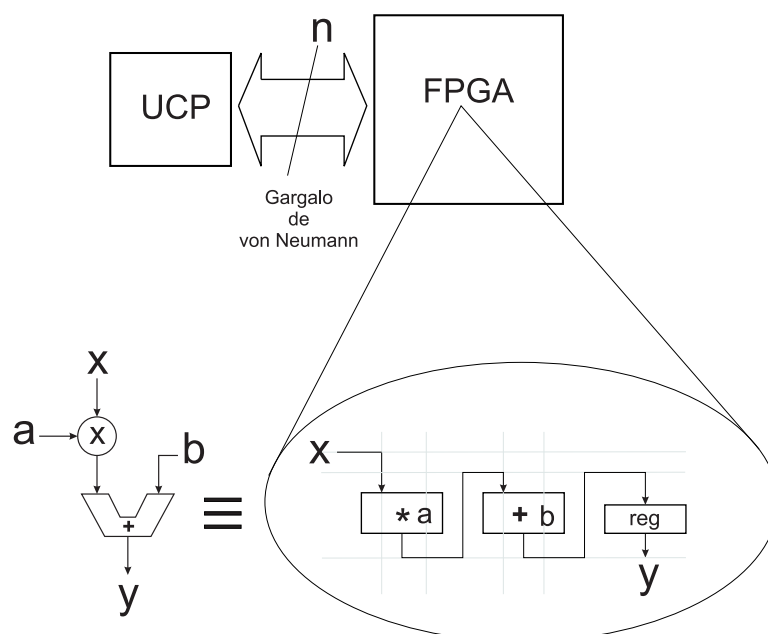 n
UCP
FPGA
Gargalo
de
von Neumann
x
a
x
b
+
y
≡
x
* a
+ b
reg
y